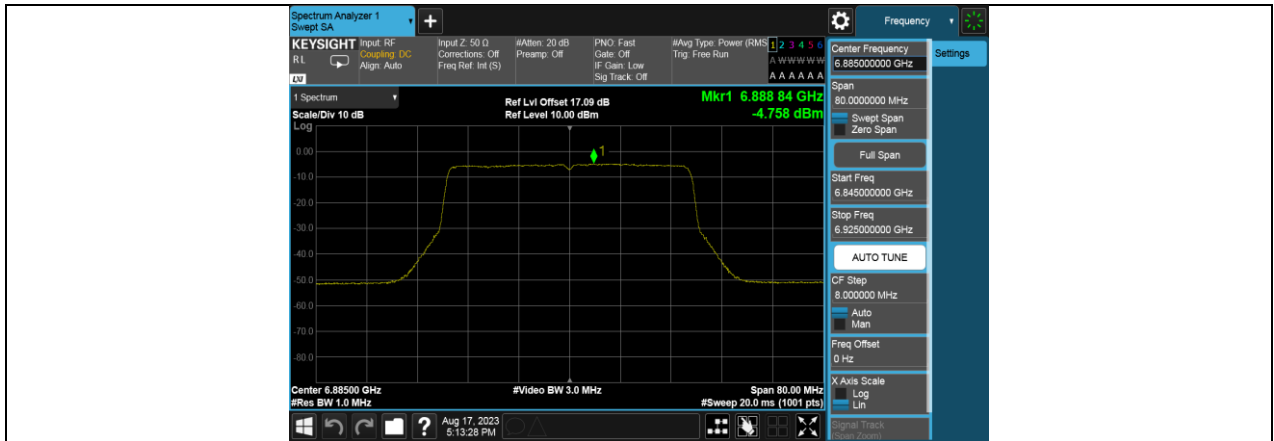 Spectrum Analyzer 1
Swept SA
+
Frequency
KEYSIGHT
RL
LXI
Input: RF
Coupling: DC
Align: Auto
Input Z: 50 Ω
Corrections: Off
Freq Ref: Int (S)
#Atten: 20 dB
Preamp: Off
PNO: Fast
Gate: Off
IF Gain: Low
Sig Track: Off
#Avg Type: Power (RMS
Trig: Free Run
1 2 3 4 5 6
A W W W W W
A A A A A A
1 Spectrum
Scale/Div 10 dB
Ref Lvl Offset 17.09 dB
Ref Level 10.00 dBm
Mkr1 6.888 84 GHz
-4.758 dBm
Log
0.00
-10.0
-20.0
-30.0
-40.0
-50.0
-60.0
-70.0
-80.0
1
Center 6.88500 GHz
#Res BW 1.0 MHz
#Video BW 3.0 MHz
Span 80.00 MHz
#Sweep 20.0 ms (1001 pts)
?
Aug 17, 2023
5:13:28 PM
Center Frequency
6.885000000 GHz
Settings
Span
80.0000000 MHz
Swept Span
Zero Span
Full Span
Start Freq
6.845000000 GHz
Stop Freq
6.925000000 GHz
AUTO TUNE
CF Step
8.000000 MHz
Auto
Man
Freq Offset
0 Hz
X Axis Scale
Log
Lin
Signal Track
(Span Zoom)